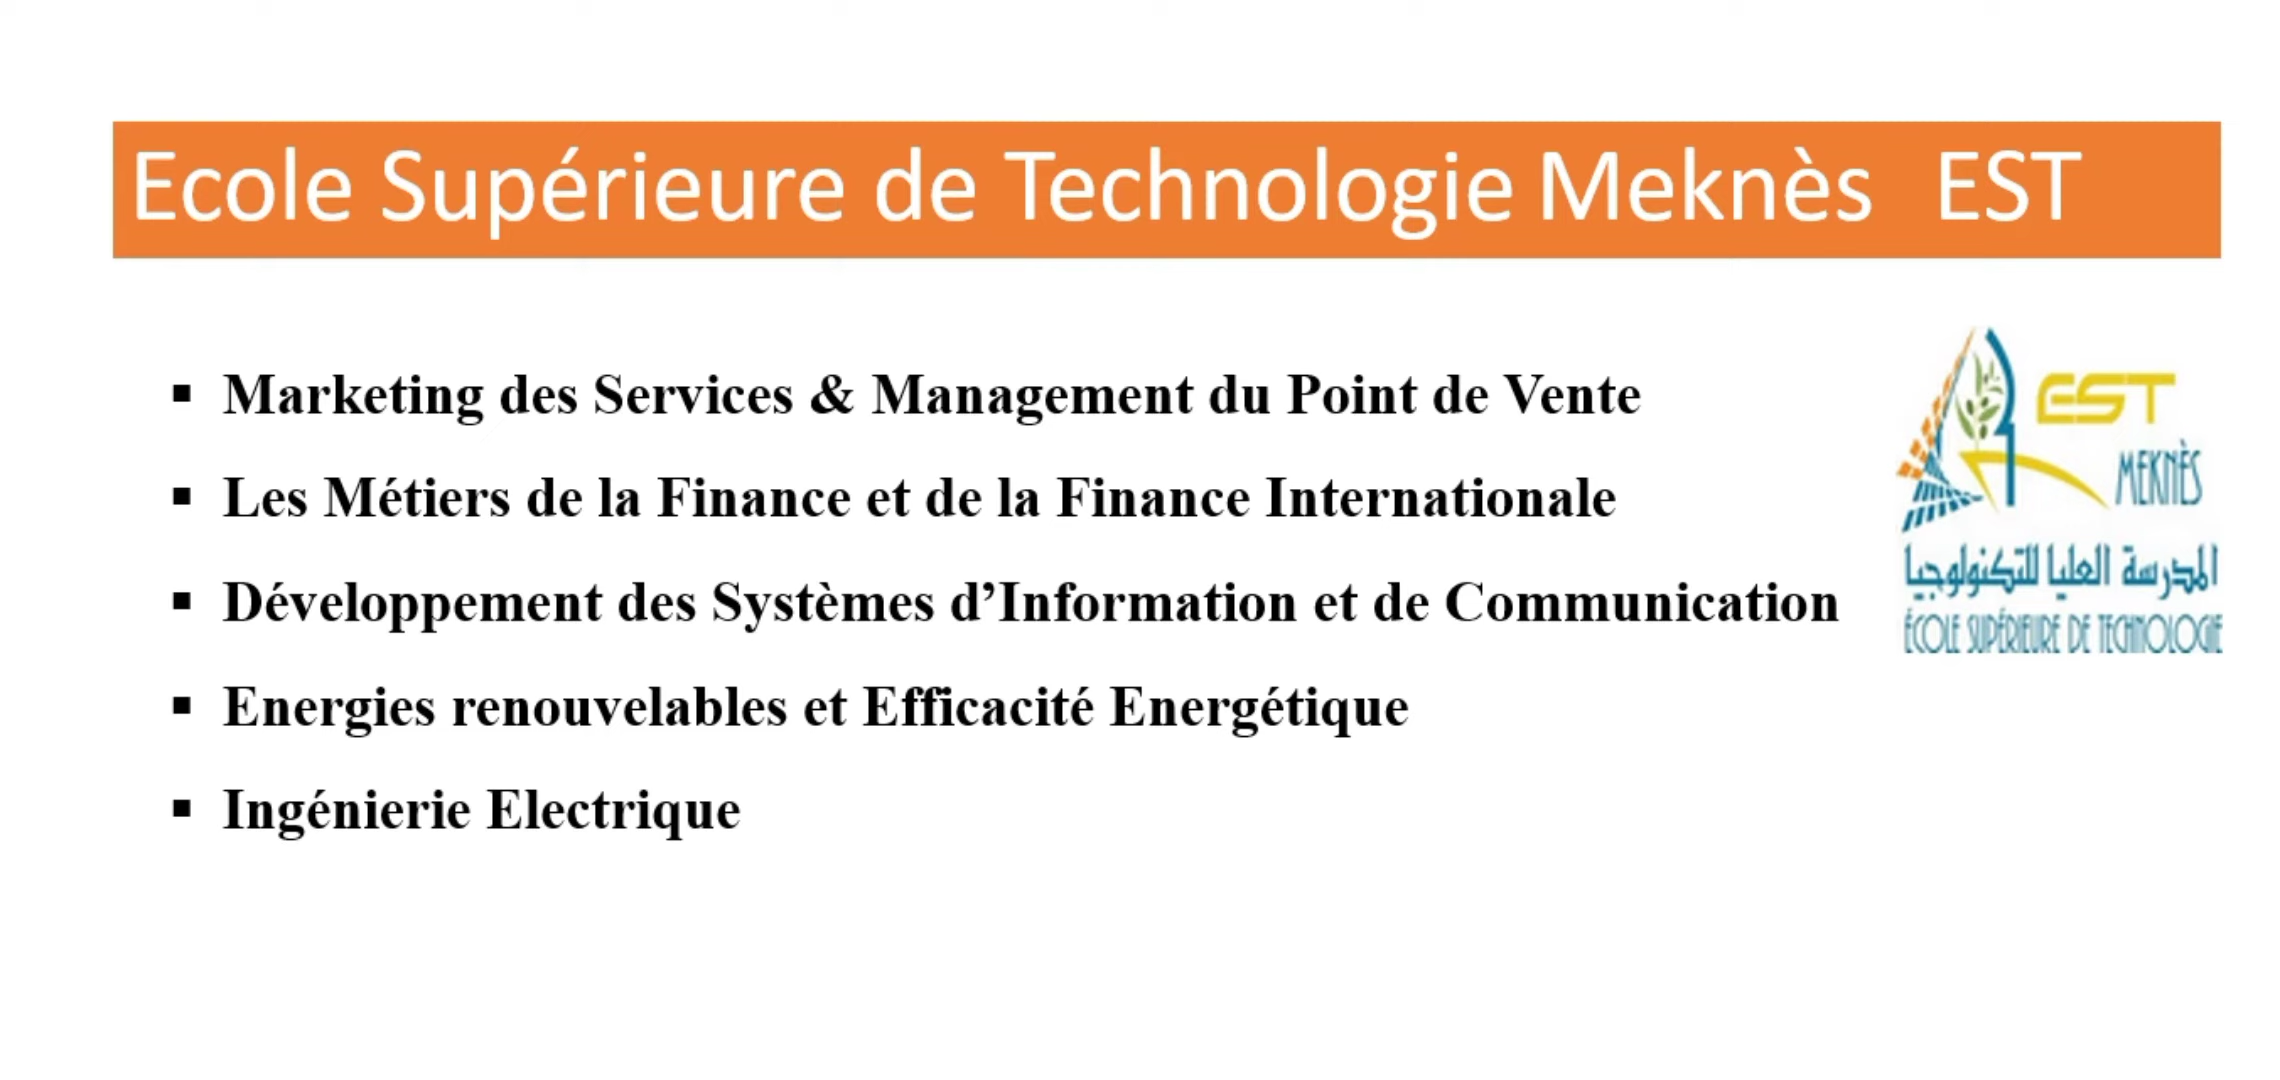 Ecole Supérieure de Technologie Meknès EST
▪ Marketing des Services & Management du Point de Vente
▪ Les Métiers de la Finance et de la Finance Internationale
▪ Développement des Systèmes d’Information et de Communication
▪ Energies renouvelables et Efficacité Energétique
▪ Ingénierie Electrique
EST
MEKNÈS
المدرسة العليا للتكنولوجيا
ÉCOLE SUPÉRIEURE DE TECHNOLOGIE